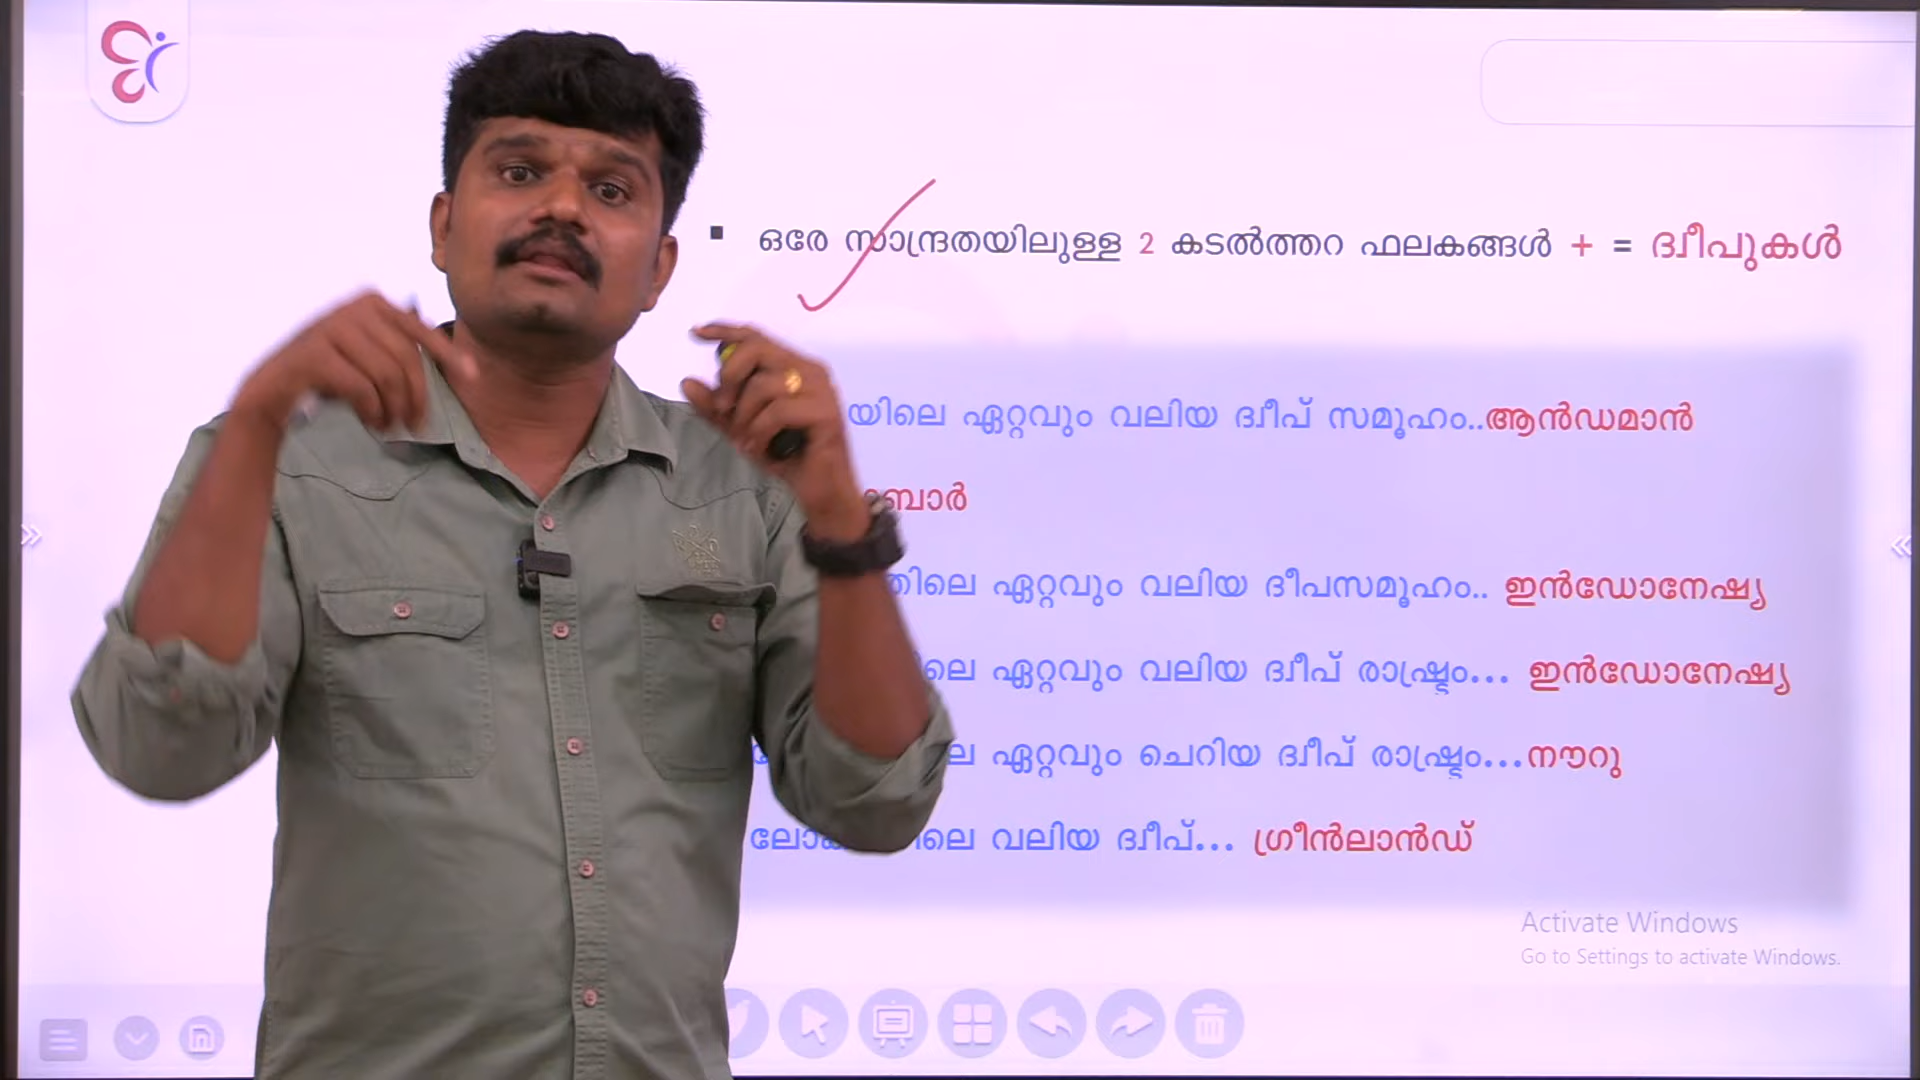 ഒരേ സാന്ദ്രതയിലുള്ള 2 കടൽത്തറ ഫലകങ്ങൾ + = ദ്വീപുകൾ
യിലെ ഏറ്റവും വലിയ ദ്വീപ് സമൂഹം..ആൻഡമാൻ
ബോർ
തിലെ ഏറ്റവും വലിയ ദീപസമൂഹം.. ഇൻഡോനേഷ്യ
ലെ ഏറ്റവും വലിയ ദ്വീപ് രാഷ്ട്രം... ഇൻഡോനേഷ്യ
ല ഏറ്റവും ചെറിയ ദ്വീപ് രാഷ്ട്രം...നൗറു
ിലെ വലിയ ദ്വീപ്... ഗ്രീൻലാൻഡ്
Activate Windows
Go to Settings to activate Windows.